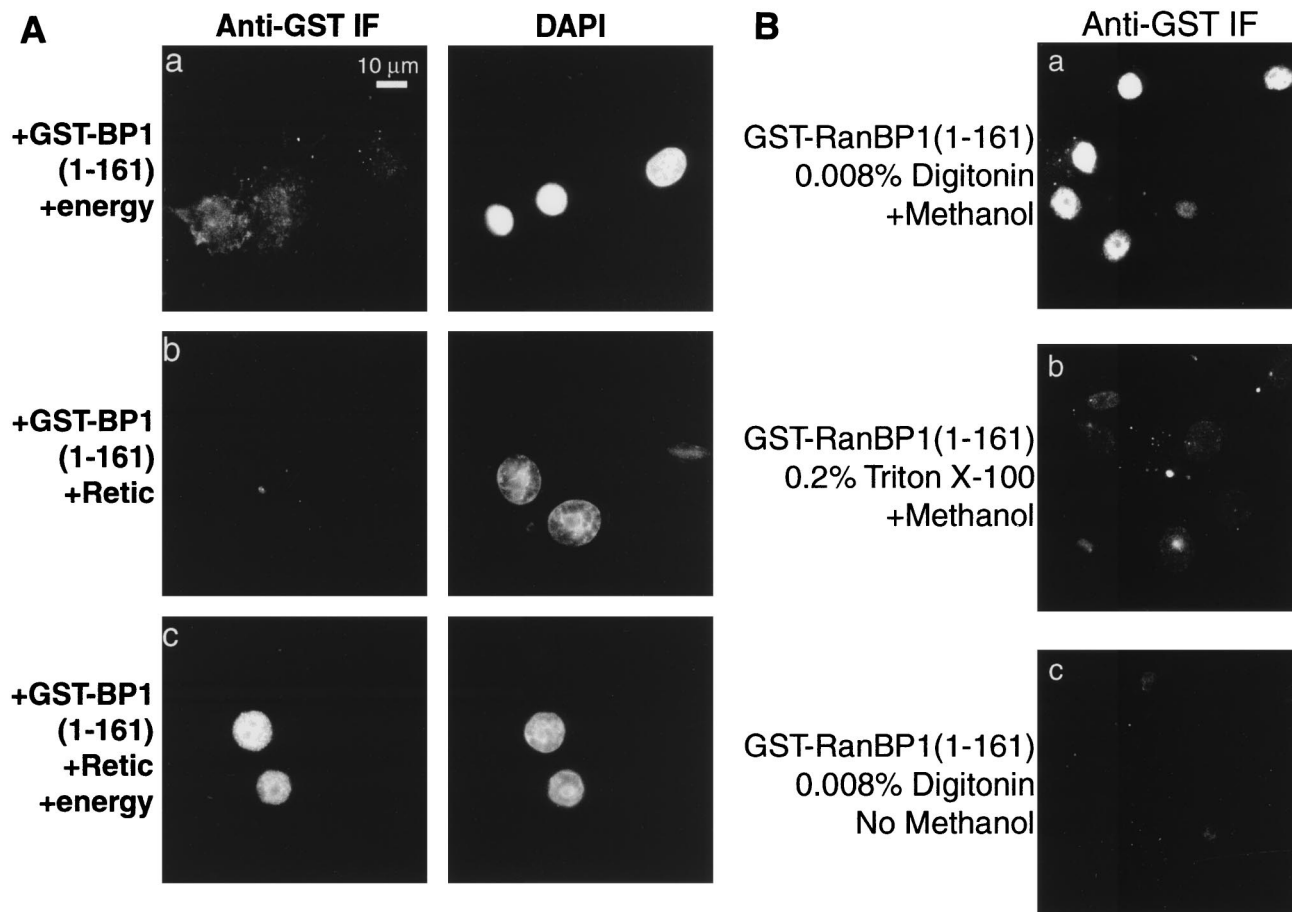 A
Anti-GST IF
DAPI
a
10 µm
+GST-BP1
(1-161)
+energy
b
+GST-BP1
(1-161)
+Retic
c
+GST-BP1
(1-161)
+Retic
+energy
B
Anti-GST IF
a
GST-RanBP1(1-161)
0.008% Digitonin
+Methanol
b
GST-RanBP1(1-161)
0.2% Triton X-100
+Methanol
c
GST-RanBP1(1-161)
0.008% Digitonin
No Methanol